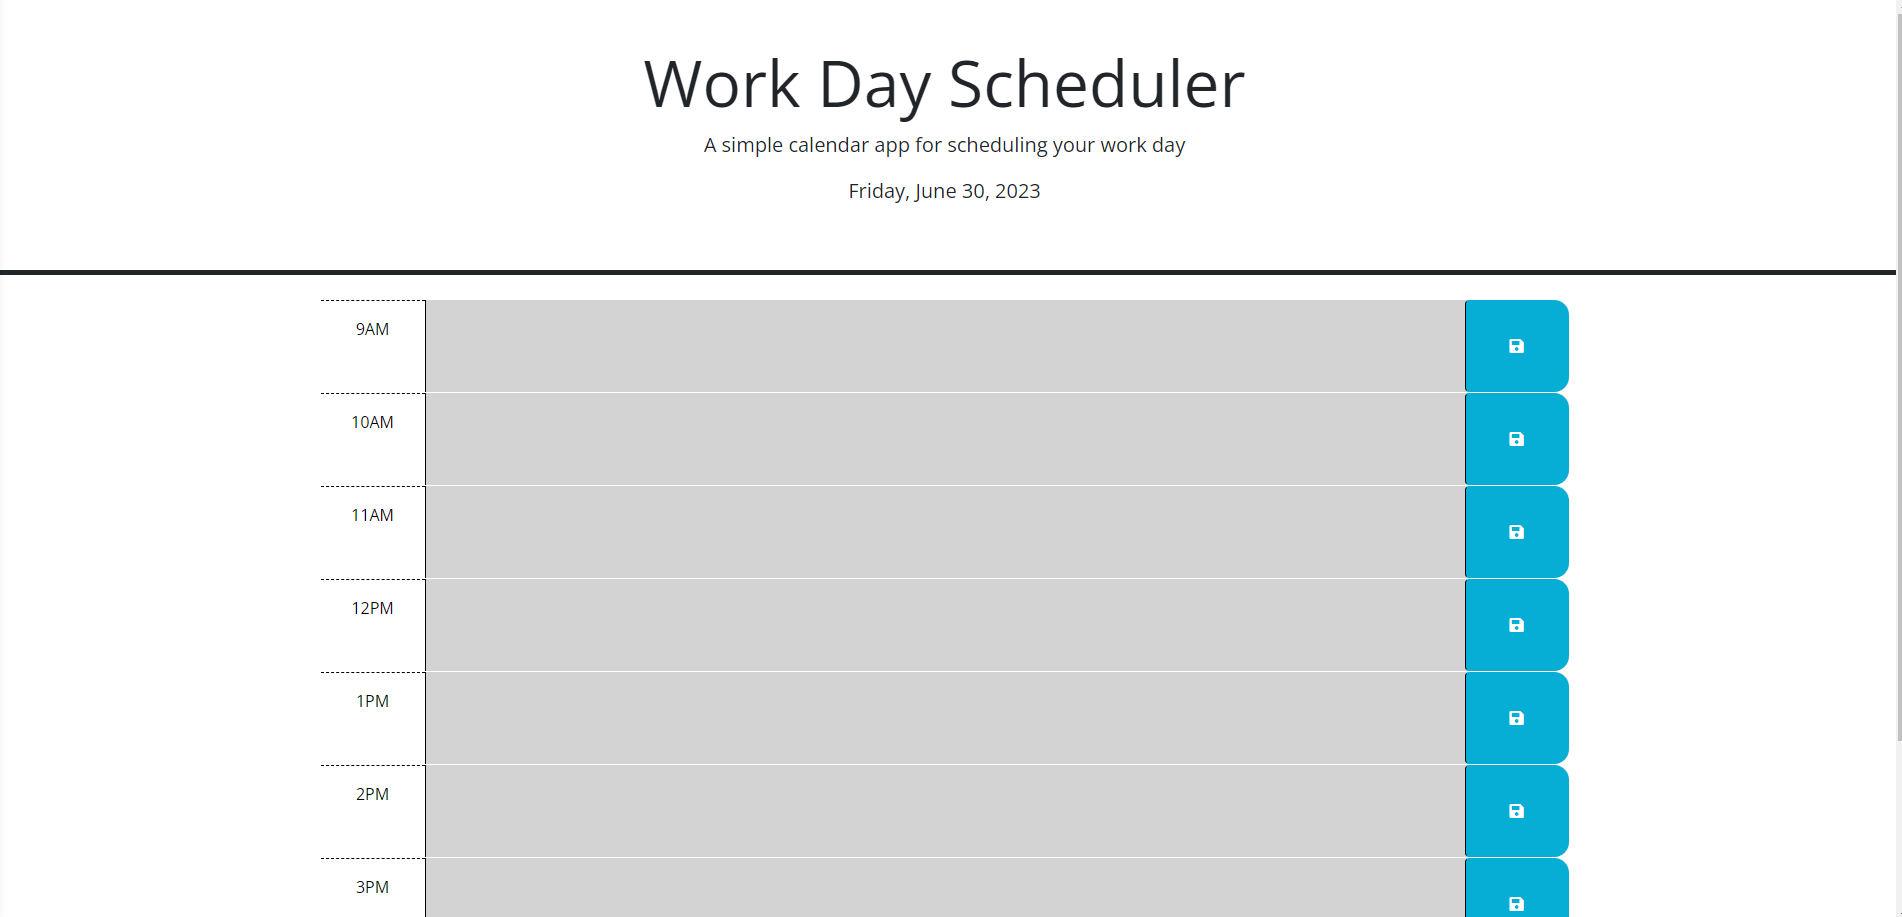 Work Day Scheduler
A simple calendar app for scheduling your work day
Friday, June 30, 2023
9AM
10AM
11AM
12PM
1PM
2PM
3PM